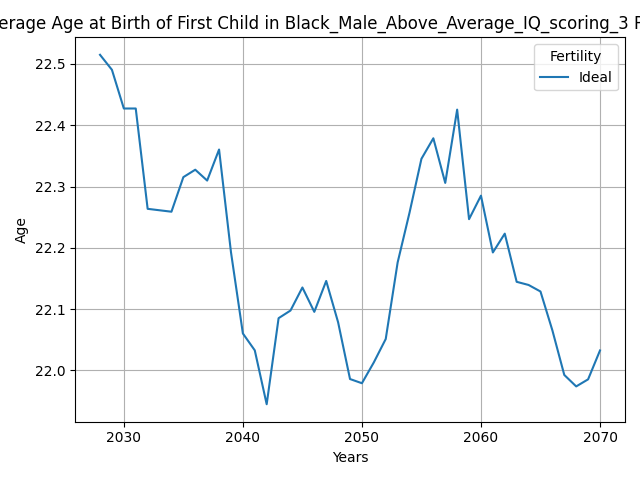 erage Age at Birth of First Child in Black_Male_Above_Average_IQ_scoring_3
Fertility
Ideal
22.5
22.4
22.3
22.2
22.1
22.0
Age
2030 2040 2050 2060 2070
Years